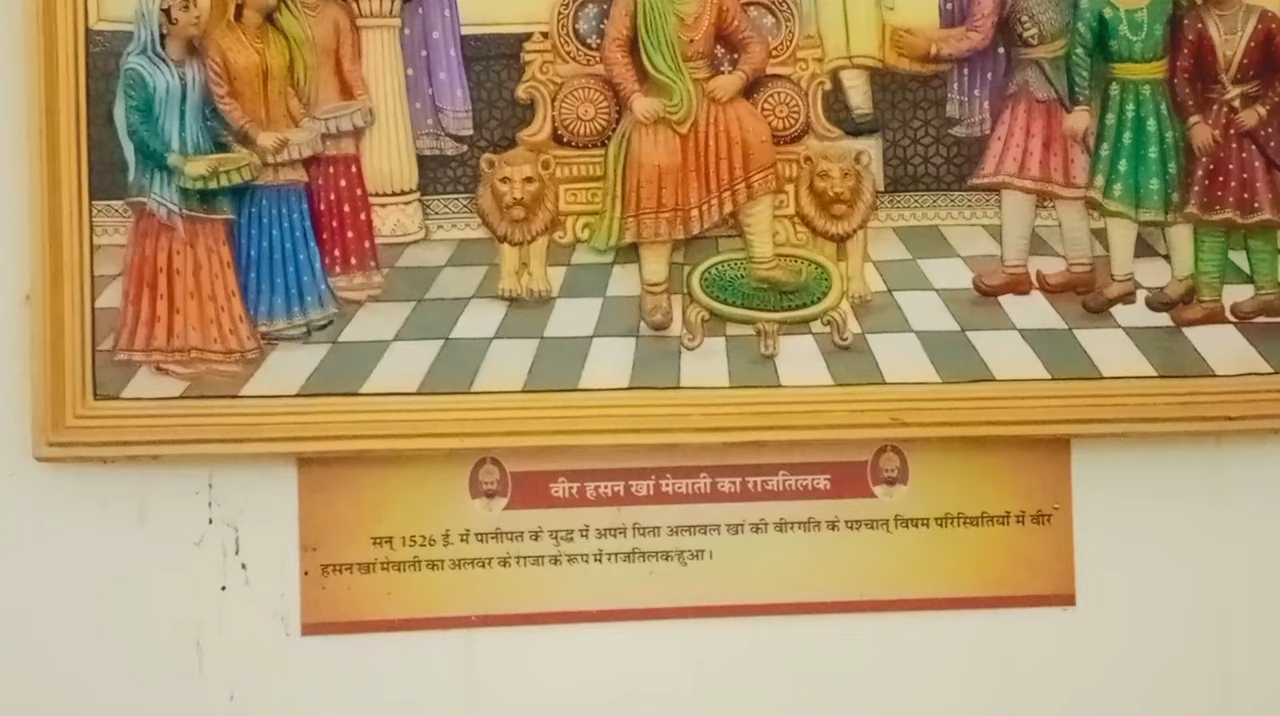 वीर हसन खां मेवाती का राजतिलक
सन् 1526 ई. में पानीपत के युद्ध में अपने पिता अलावल खां की वीरगति के पश्चात् विषम परिस्थितियों में वीर
हसन खां मेवाती का अलवर के राजा के रूप में राजतिलक हुआ।